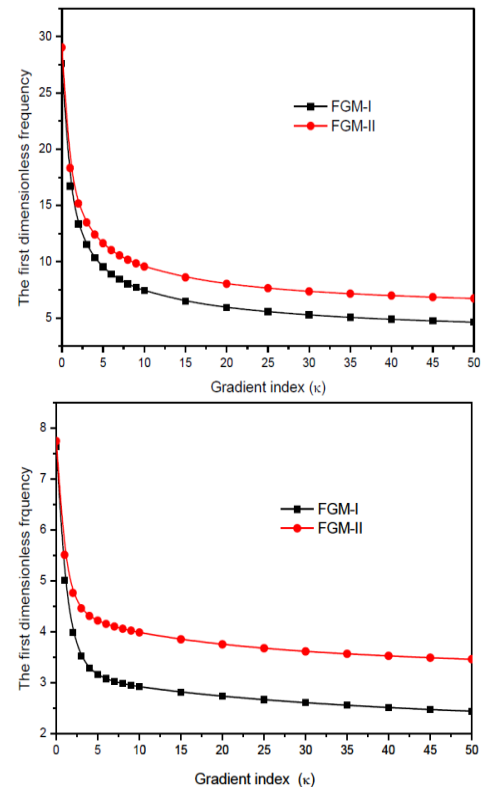 The first dimensionless frequency
30
25
20
15
10
5
FGM-I
FGM-II
0 5 10 15 20 25 30 35 40 45 50
Gradient index (κ)
The first dimensionless frquency
8
7
6
5
4
3
2
FGM-I
FGM-II
0 5 10 15 20 25 30 35 40 45 50
Gradient index (κ)